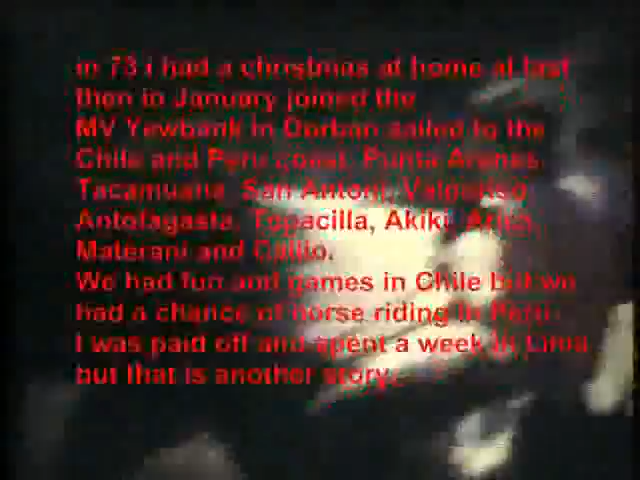 in 73 i had a christmas at home at last
then in January joined the
MV Yewbank in Dorban sailed to the
Chile and Peru coast. Punta Arenas,
Tacamuana, San Antoni, Valpariso,
Antofagasta, Topacilla, Akiki, Arica,
Materani and Callio.
We had fun and games in Chile but we
had a chance of horse riding in Peru.
I was paid off and spent a week in Lima
but that is another story.